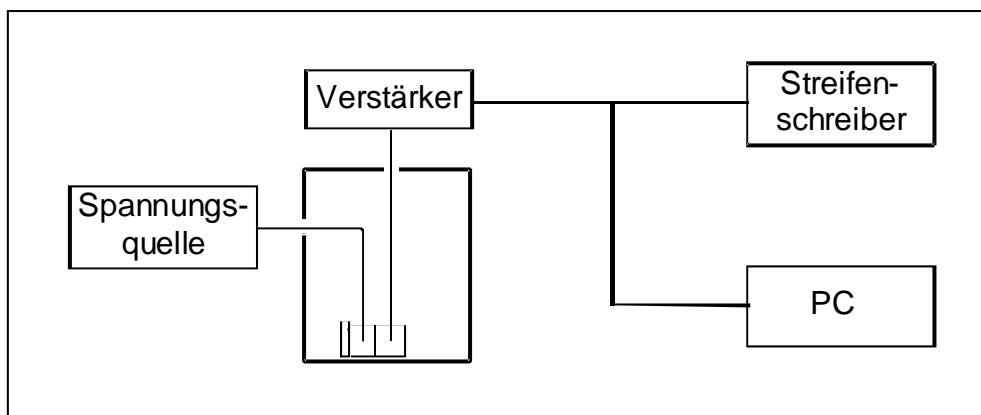 Verstärker
Streifen-
schreiber
Spannungs-
quelle
PC